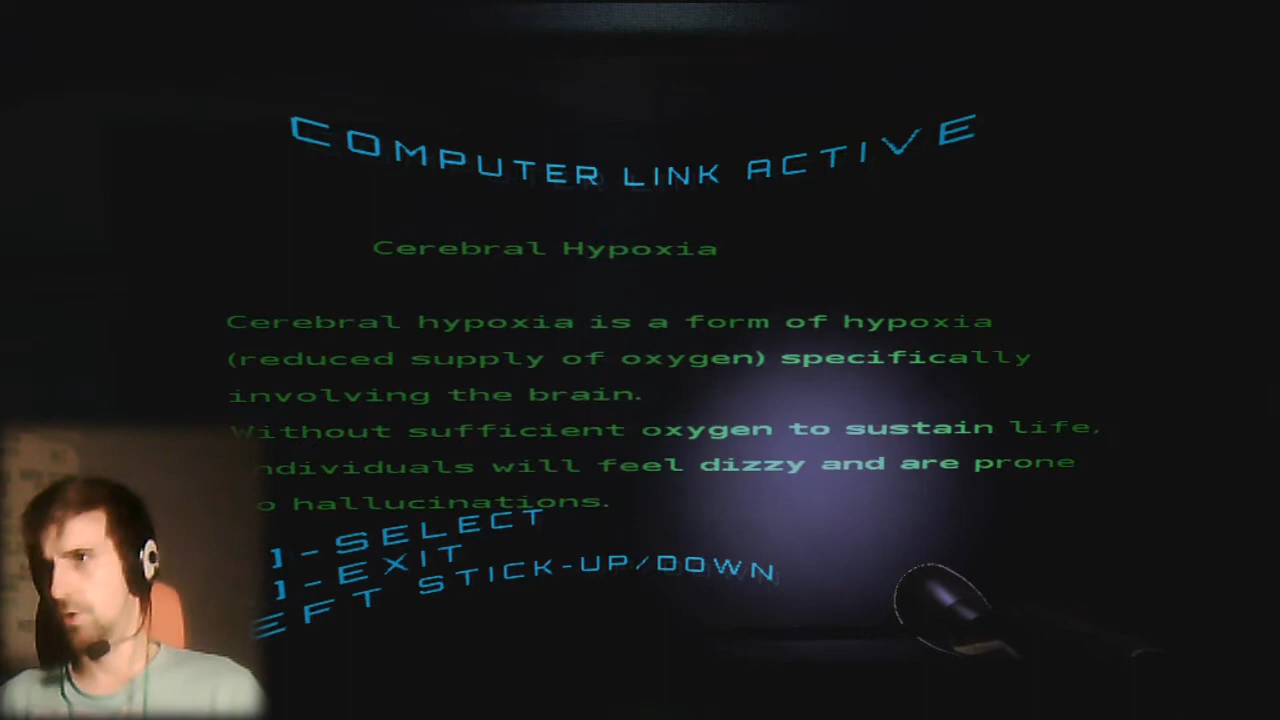 COMPUTER LINK ACTIVE
Cerebral Hypoxia
Cerebral hypoxia is a form of hypoxia
(reduced supply of oxygen) specifically
involving the brain.
Without sufficient oxygen to sustain life,
ndividuals will feel dizzy and are prone
o hallucinations.
]-SELECT
]-EXIT
EFT STICK-UP/DOWN